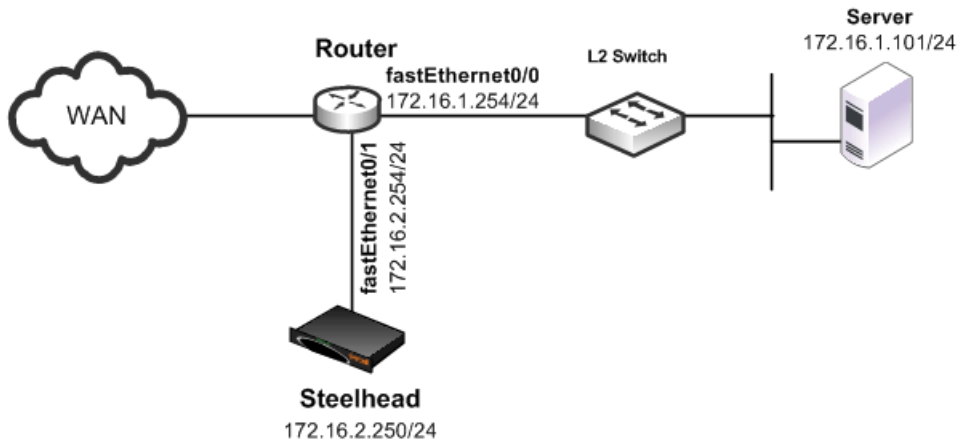 Server
172.16.1.101/24
Router
L2 Switch
fastEthernet0/0
172.16.1.254/24
WAN
fastEthernet0/1
172.16.2.254/24
Steelhead
172.16.2.250/24